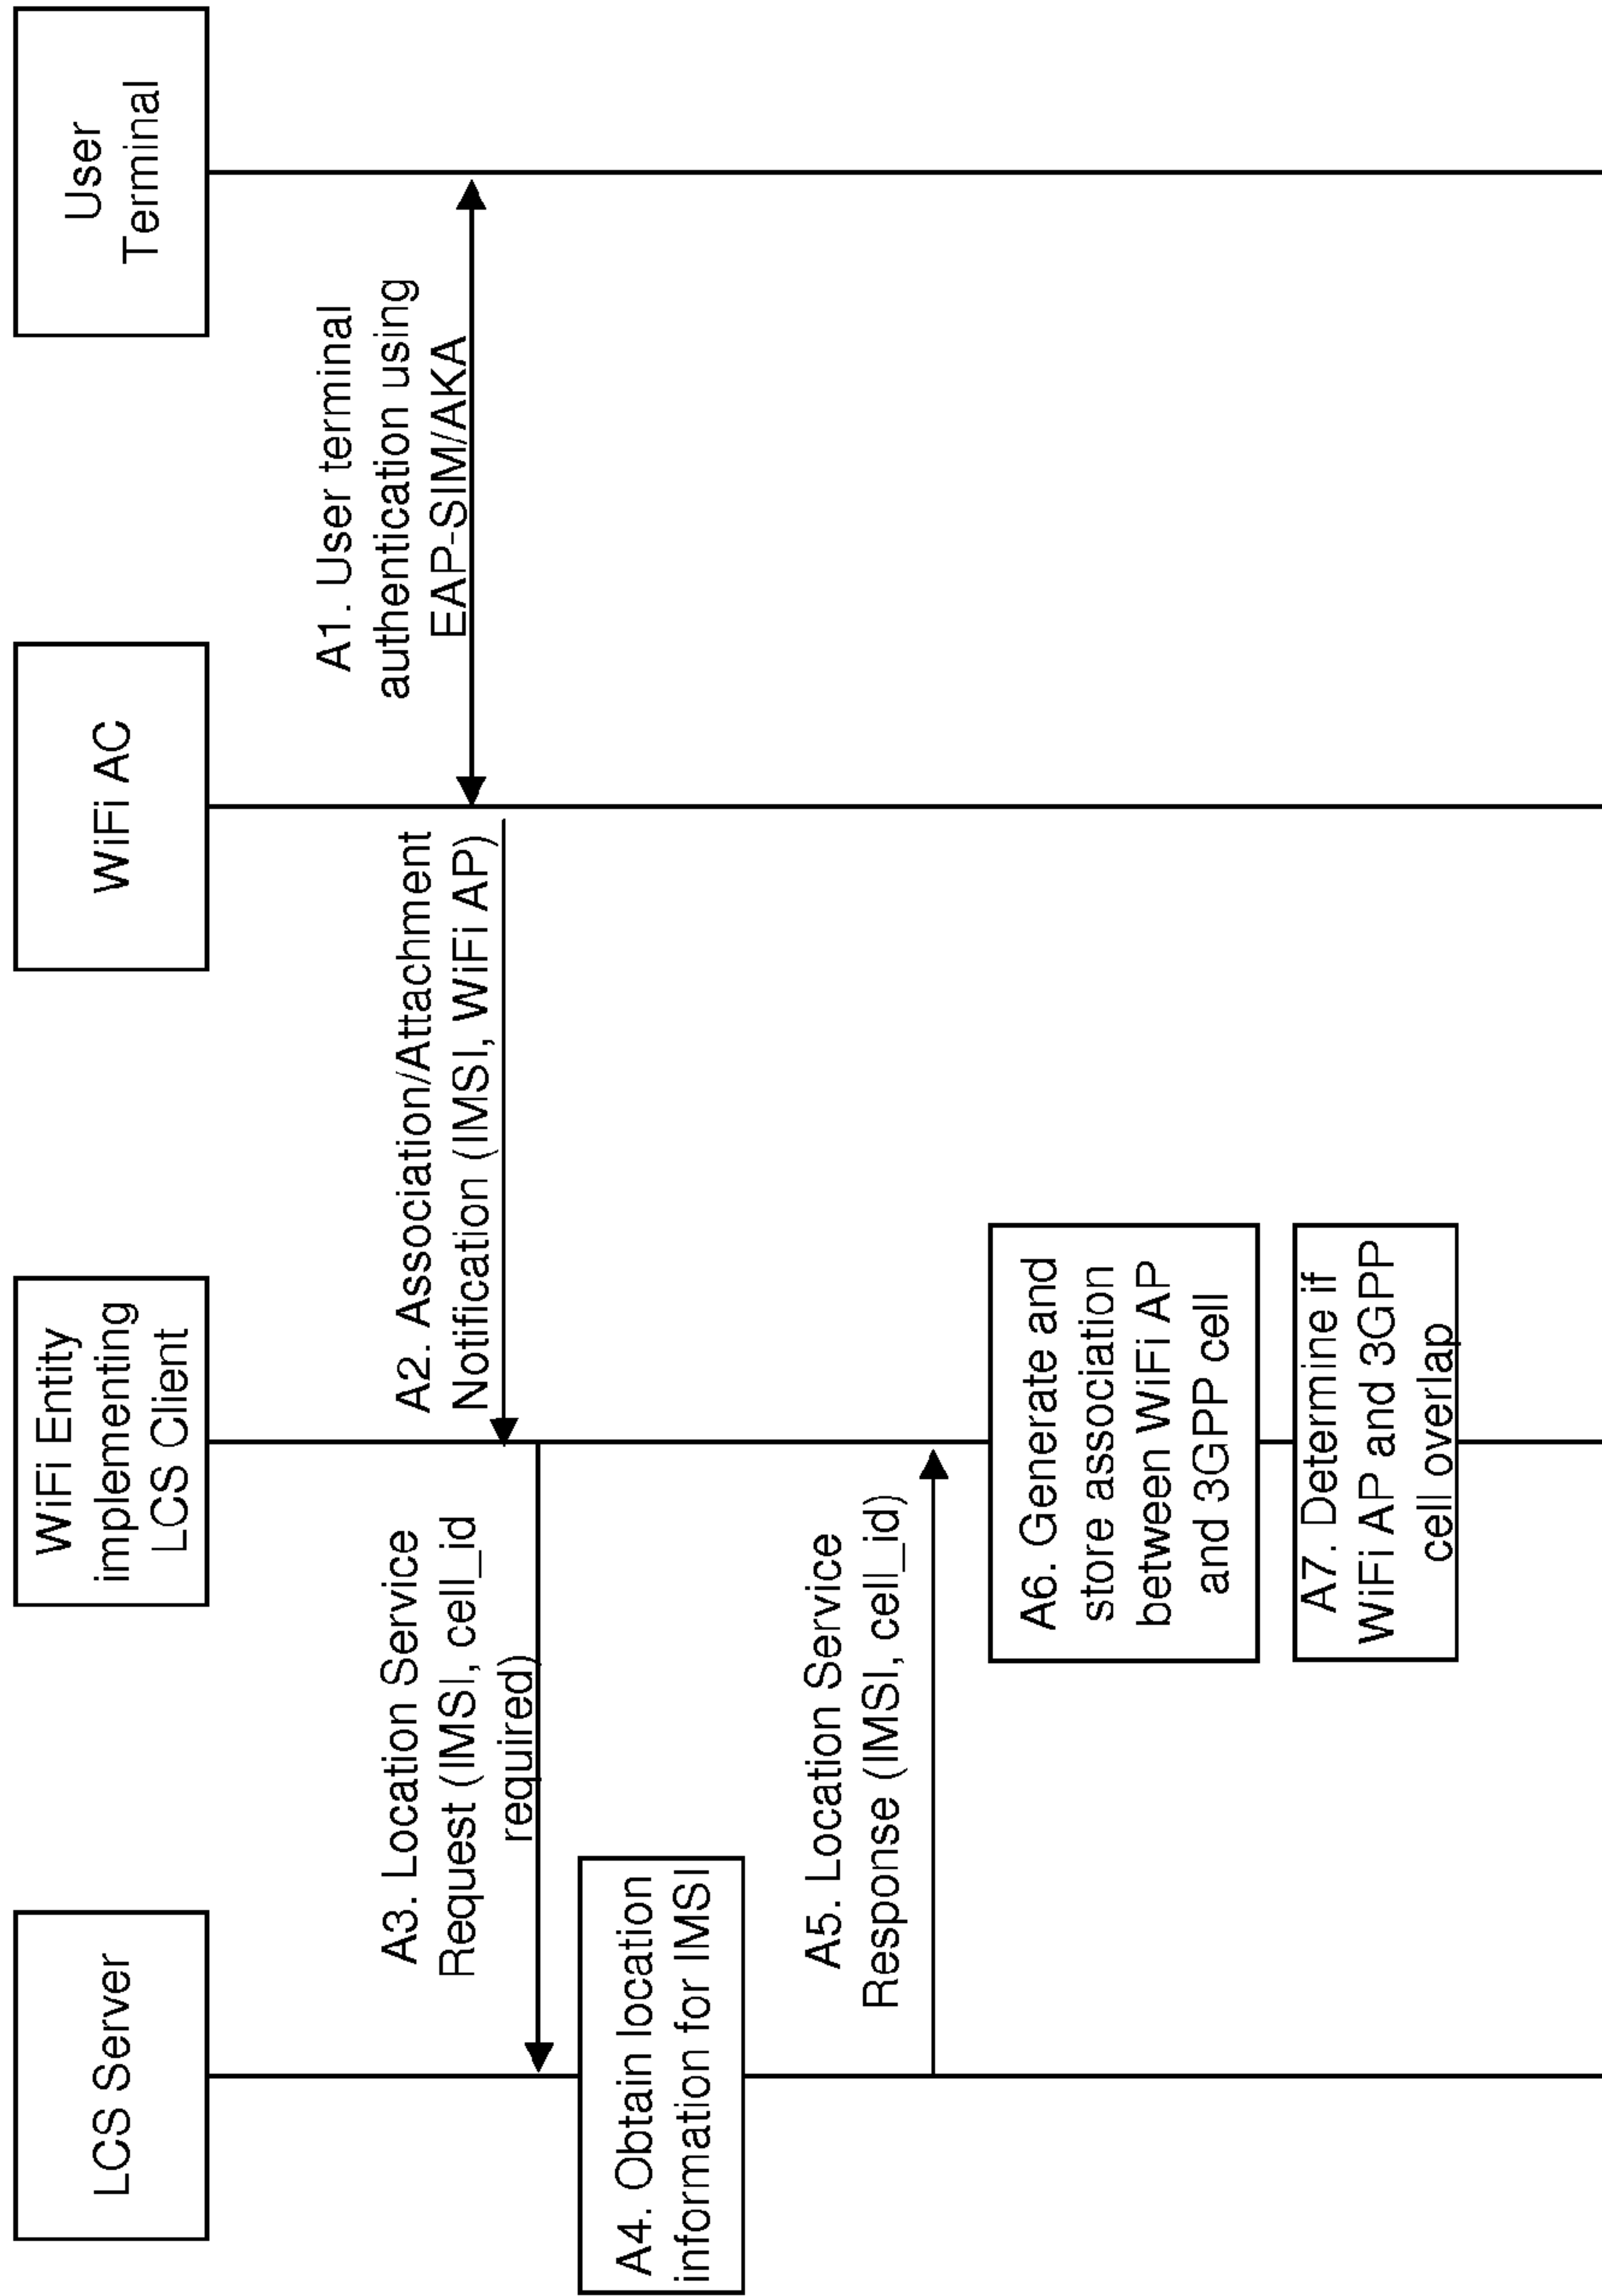 LCS Server
WiFi Entity
implementing
LCS Client
WiFi AC
User
Terminal
A1. User terminal
authentication using
EAP-SIM/AKA
A2. Association/Attachment
Notification (IMSI, WiFi AP)
A3. Location Service
Request (IMSI, cell_id
required)
A4. Obtain location
information for IMSI
A5. Location Service
Response (IMSI, cell_id)
A6. Generate and
store association
between WiFi AP
and 3GPP cell
A7. Determine if
WiFi AP and 3GPP
cell overlap